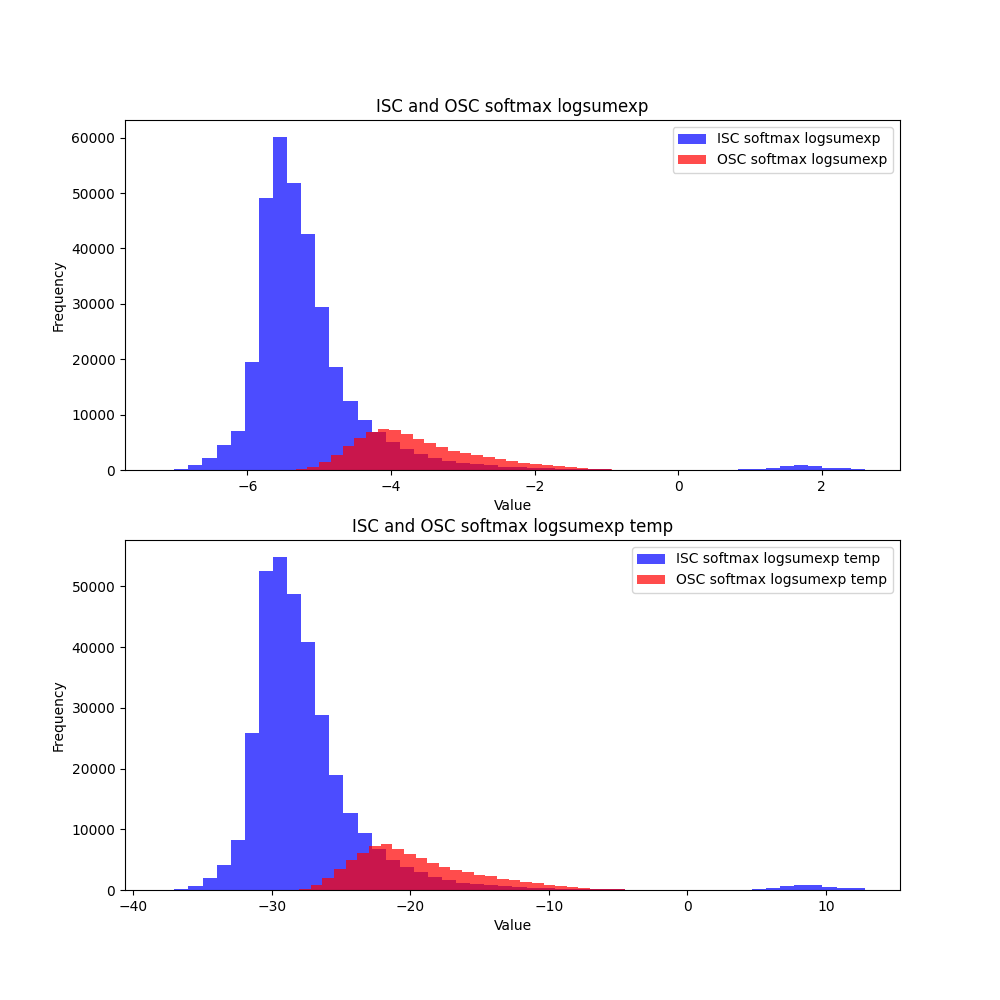 ISC and OSC softmax logsumexp
60000
50000
40000
30000
20000
10000
0
Frequency
ISC softmax logsumexp
OSC softmax logsumexp
−6
−4
−2
0
2
Value
ISC and OSC softmax logsumexp temp
50000
40000
30000
20000
10000
0
Frequency
ISC softmax logsumexp temp
OSC softmax logsumexp temp
−40
−30
−20
−10
0
10
Value